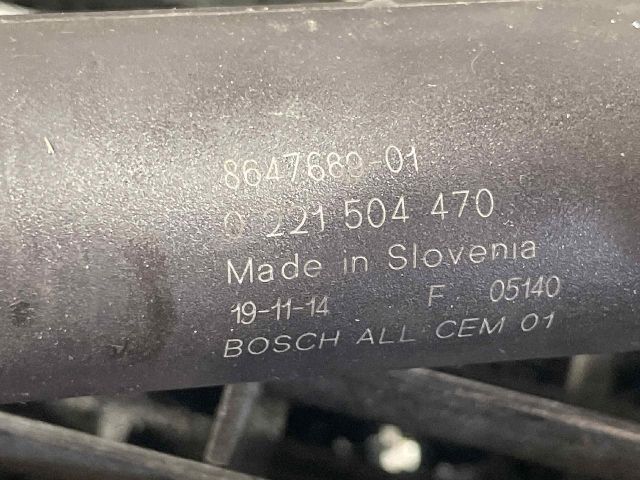 8647689-01
0 221 504 470
Made in Slovenia
19-11-14 F 05140
BOSCH ALL CEM 01